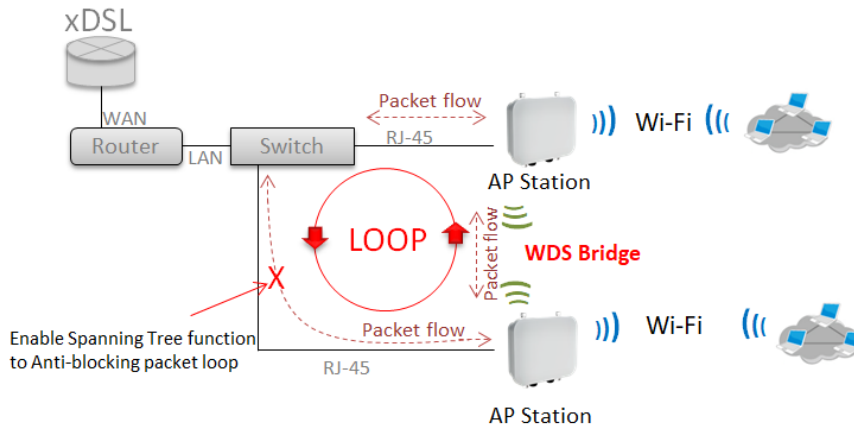 xDSL
WAN
Router
LAN
Switch
Packet flow
RJ-45
AP Station
Wi-Fi
LOOP
Packet flow
WDS Bridge
X
Enable Spanning Tree function
to Anti-blocking packet loop
Packet flow
RJ-45
Wi-Fi
AP Station